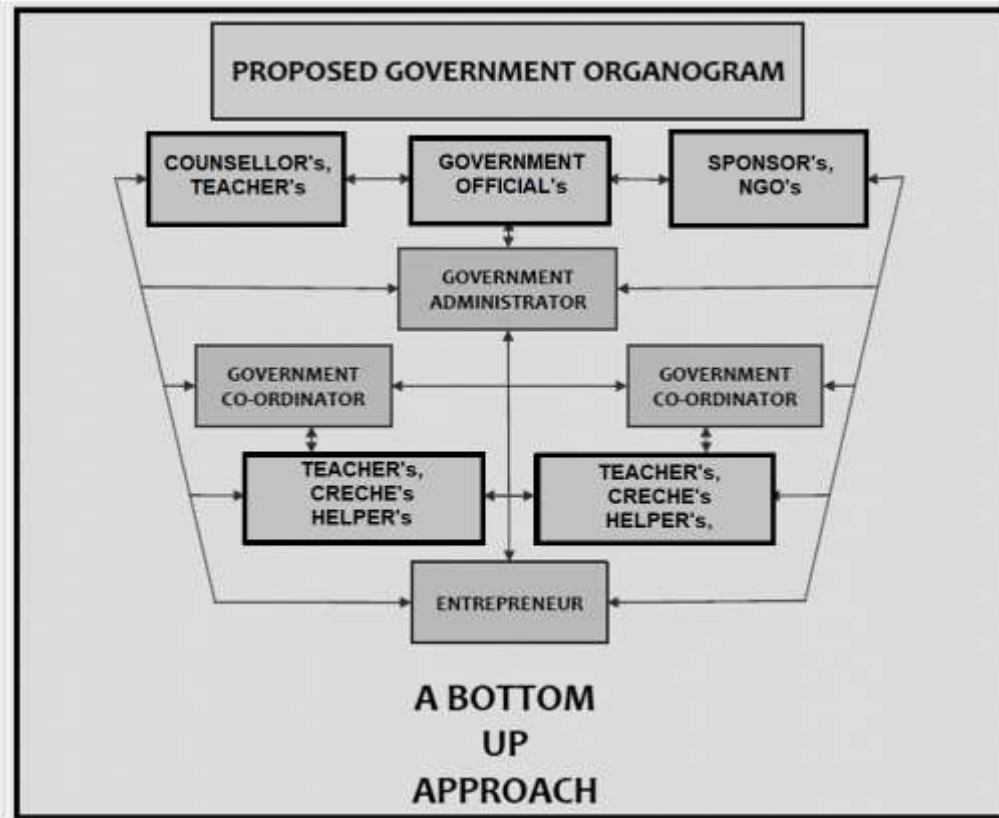 PROPOSED GOVERNMENT ORGANOGRAM
COUNSELLOR's,
TEACHER's
GOVERNMENT
OFFICIAL's
SPONSOR's,
NGO's
GOVERNMENT
ADMINISTRATOR
GOVERNMENT
CO-ORDINATOR
GOVERNMENT
CO-ORDINATOR
TEACHER's,
CRECHE's
HELPER's
TEACHER's,
CRECHE's
HELPER's,
ENTREPRENEUR
A BOTTOM
UP
APPROACH